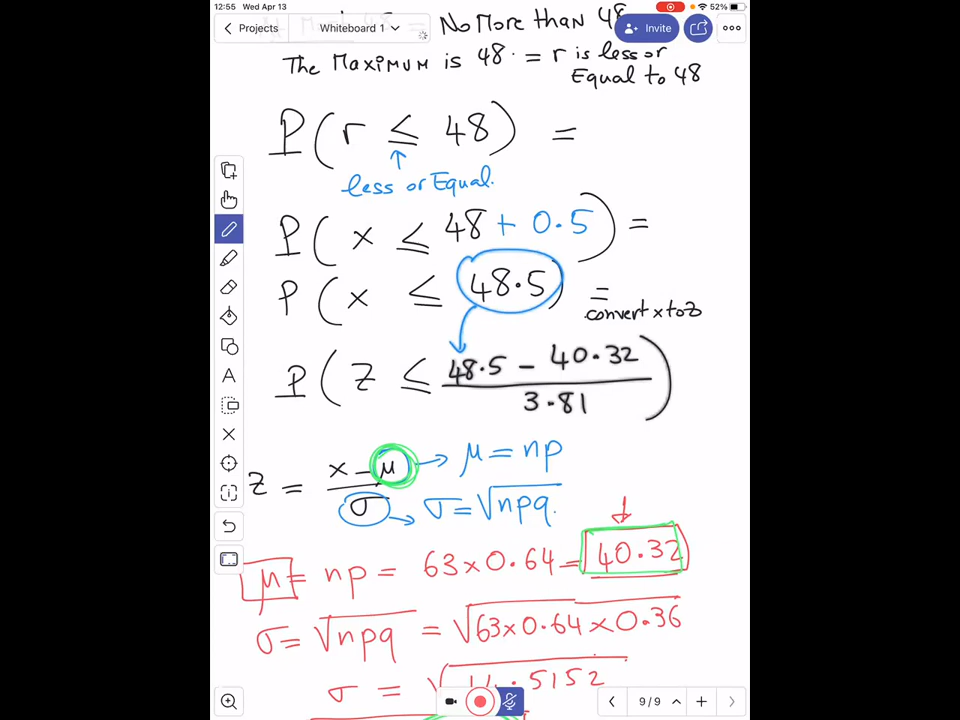 12:55 Wed Apr 13
52%
Projects
Whiteboard 1
Invite
No More than 48
The Maximum is 48. = r is less or
Equal to 48
P(r ≤ 48) =
less or Equal.
P(x ≤ 48 + 0.5) =
P(x ≤ 48.5) =
convert x to z
P(Z ≤ (48.5 - 40.32)/3.81)
z = (x - μ)/σ
μ = np
σ = √npq.
μ = np = 63 x 0.64 = 40.32
σ = √npq = √63 x 0.64 x 0.36
σ = √14.5152
A
9/9